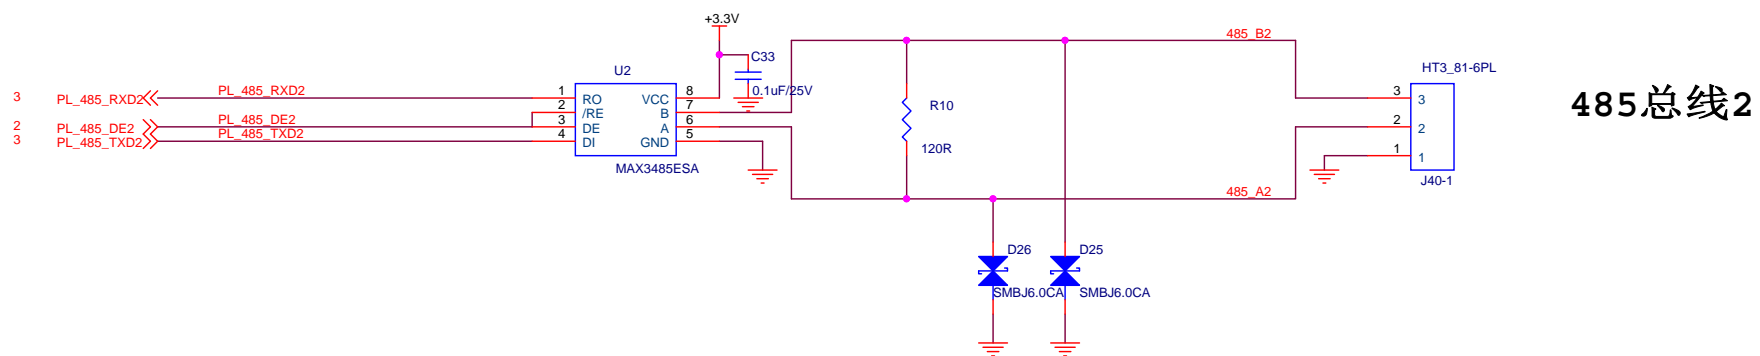 +3.3V
485_B2
C33
HT3_81-6PL
U2
PL_485_RXD2
1
RO
VCC
8
0.1uF/25V
3
3
3
PL_485_RXD2
2
/RE
B
7
R10
485总线2
2
PL_485_DE2
PL_485_DE2
3
DE
A
6
2
2
3
PL_485_TXD2
PL_485_TXD2
4
DI
GND
5
120R
1
1
MAX3485ESA
J40-1
485_A2
D26
D25
SMBJ6.0CA
SMBJ6.0CA